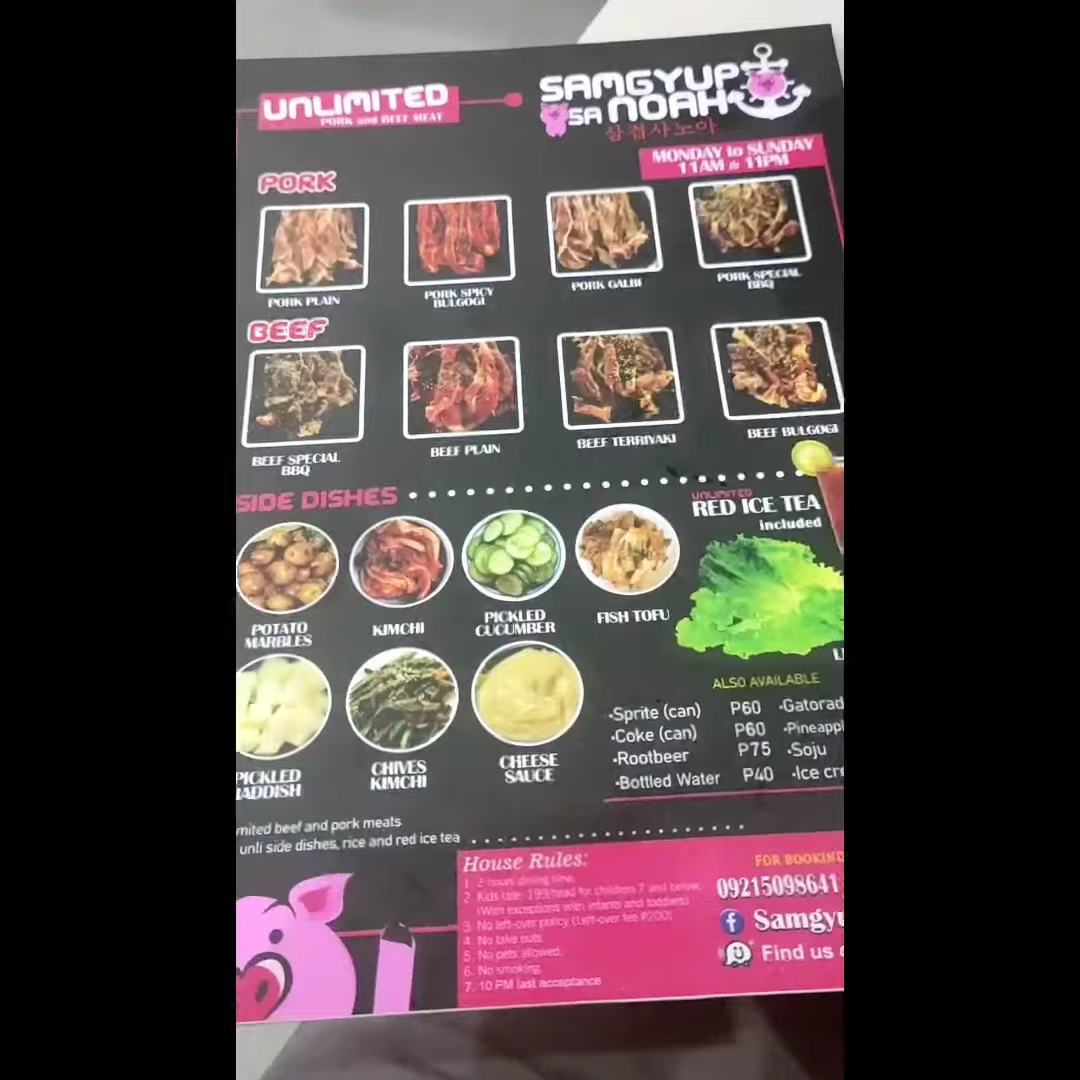 UNLIMITED
PORK and BEEF MEAT
SAMGYUP
SA NOAH
삼겹사노아
MONDAY to SUNDAY
11AM to 11PM
PORK
PORK PLAIN
PORK SPICY
BULGOGI
PORK GALBI
PORK SPECIAL
BBQ
BEEF
BEEF SPECIAL
BBQ
BEEF PLAIN
BEEF TERRIYAKI
BEEF BULGOGI
SIDE DISHES
UNLIMITED
RED ICE TEA
included
POTATO
MARBLES
KIMCHI
PICKLED
CUCUMBER
FISH TOFU
PICKLED
RADDISH
CHIVES
KIMCHI
CHEESE
SAUCE
ALSO AVAILABLE
•Sprite (can) P60 •Gatorad
•Coke (can) P60 •Pineappl
•Rootbeer P75 •Soju
•Bottled Water P40 •Ice cr
mited beef and pork meats
unli side dishes, rice and red ice tea
House Rules:
1. 2 hours dining time.
2. Kids rate: 199/head for children 7 and below.
(With exceptions with infants and toddlers)
3. No left-over policy (Left-over fee P200)
4. No take outs.
5. No pets allowed.
6. No smoking.
7. 10 PM last acceptance
FOR BOOKING
09215098641
Samgyu
Find us